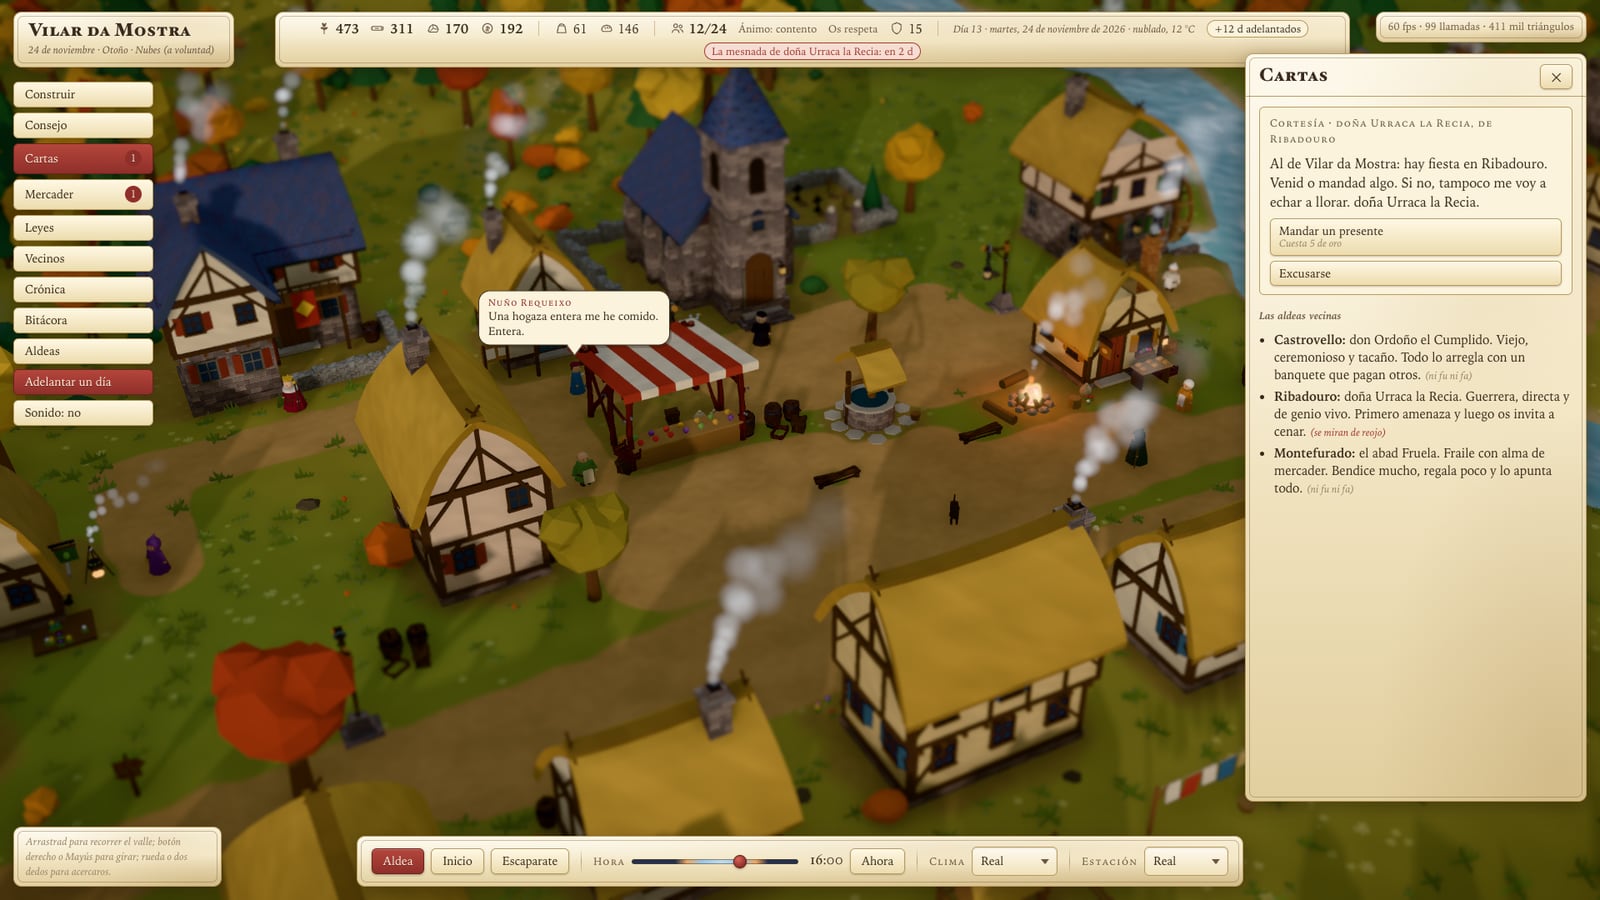 Vilar da Mostra
24 de noviembre · Otoño · Nubes (a voluntad)
473 311 170 192 61 146 12/24 Ánimo: contento Os respeta 15 Día 13 · martes, 24 de noviembre de 2026 · nublado, 12 °C +12 d adelantados
La mesnada de doña Urraca la Recia: en 2 d
60 fps · 99 llamadas · 411 mil triángulos
Construir
Consejo
Cartas 1
Mercader 1
Leyes
Vecinos
Crónica
Bitácora
Aldeas
Adelantar un día
Sonido: no
Nuño Requeixo
Una hogaza entera me he comido.
Entera.
Cartas
Cortesía · doña Urraca la Recia, de
Ribadouro
Al de Vilar da Mostra: hay fiesta en Ribadouro.
Venid o mandad algo. Si no, tampoco me voy a
echar a llorar. doña Urraca la Recia.
Mandar un presente
Cuesta 5 de oro
Excusarse
Las aldeas vecinas
• Castrovello: don Ordoño el Cumplido. Viejo,
ceremonioso y tacaño. Todo lo arregla con un
banquete que pagan otros. (ni fu ni fa)
• Ribadouro: doña Urraca la Recia. Guerrera, directa y
de genio vivo. Primero amenaza y luego os invita a
cenar. (se miran de reojo)
• Montefurado: el abad Fruela. Fraile con alma de
mercader. Bendice mucho, regala poco y lo apunta
todo. (ni fu ni fa)
Arrastrad para recorrer el valle; botón
derecho o Mayús para girar; rueda o dos
dedos para acercaros.
Aldea Inicio Escaparate Hora 16:00 Ahora Clima Real Estación Real